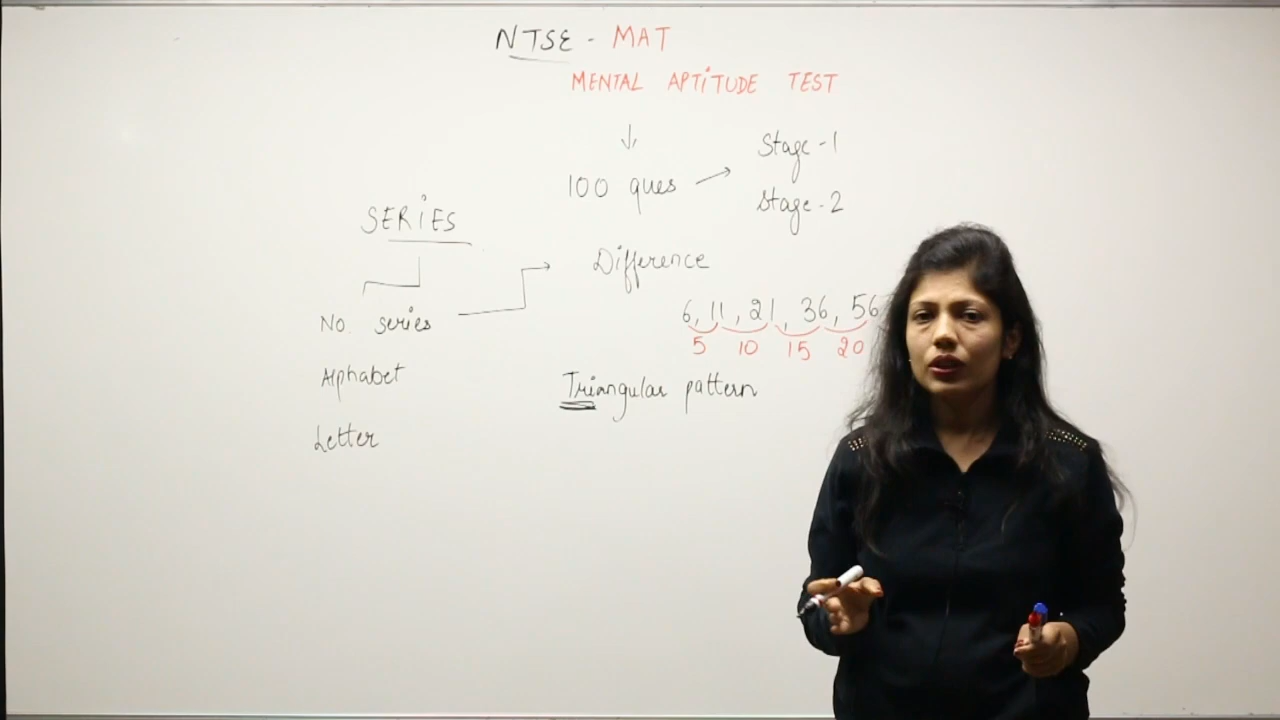 NTSE - MAT
MENTAL APTITUDE TEST
↓
100 ques →
Stage -1
Stage -2
SERIES
No. series →
Alphabet
Letter
Difference
6, 11, 21, 36, 56
5 10 15 20
Triangular pattern